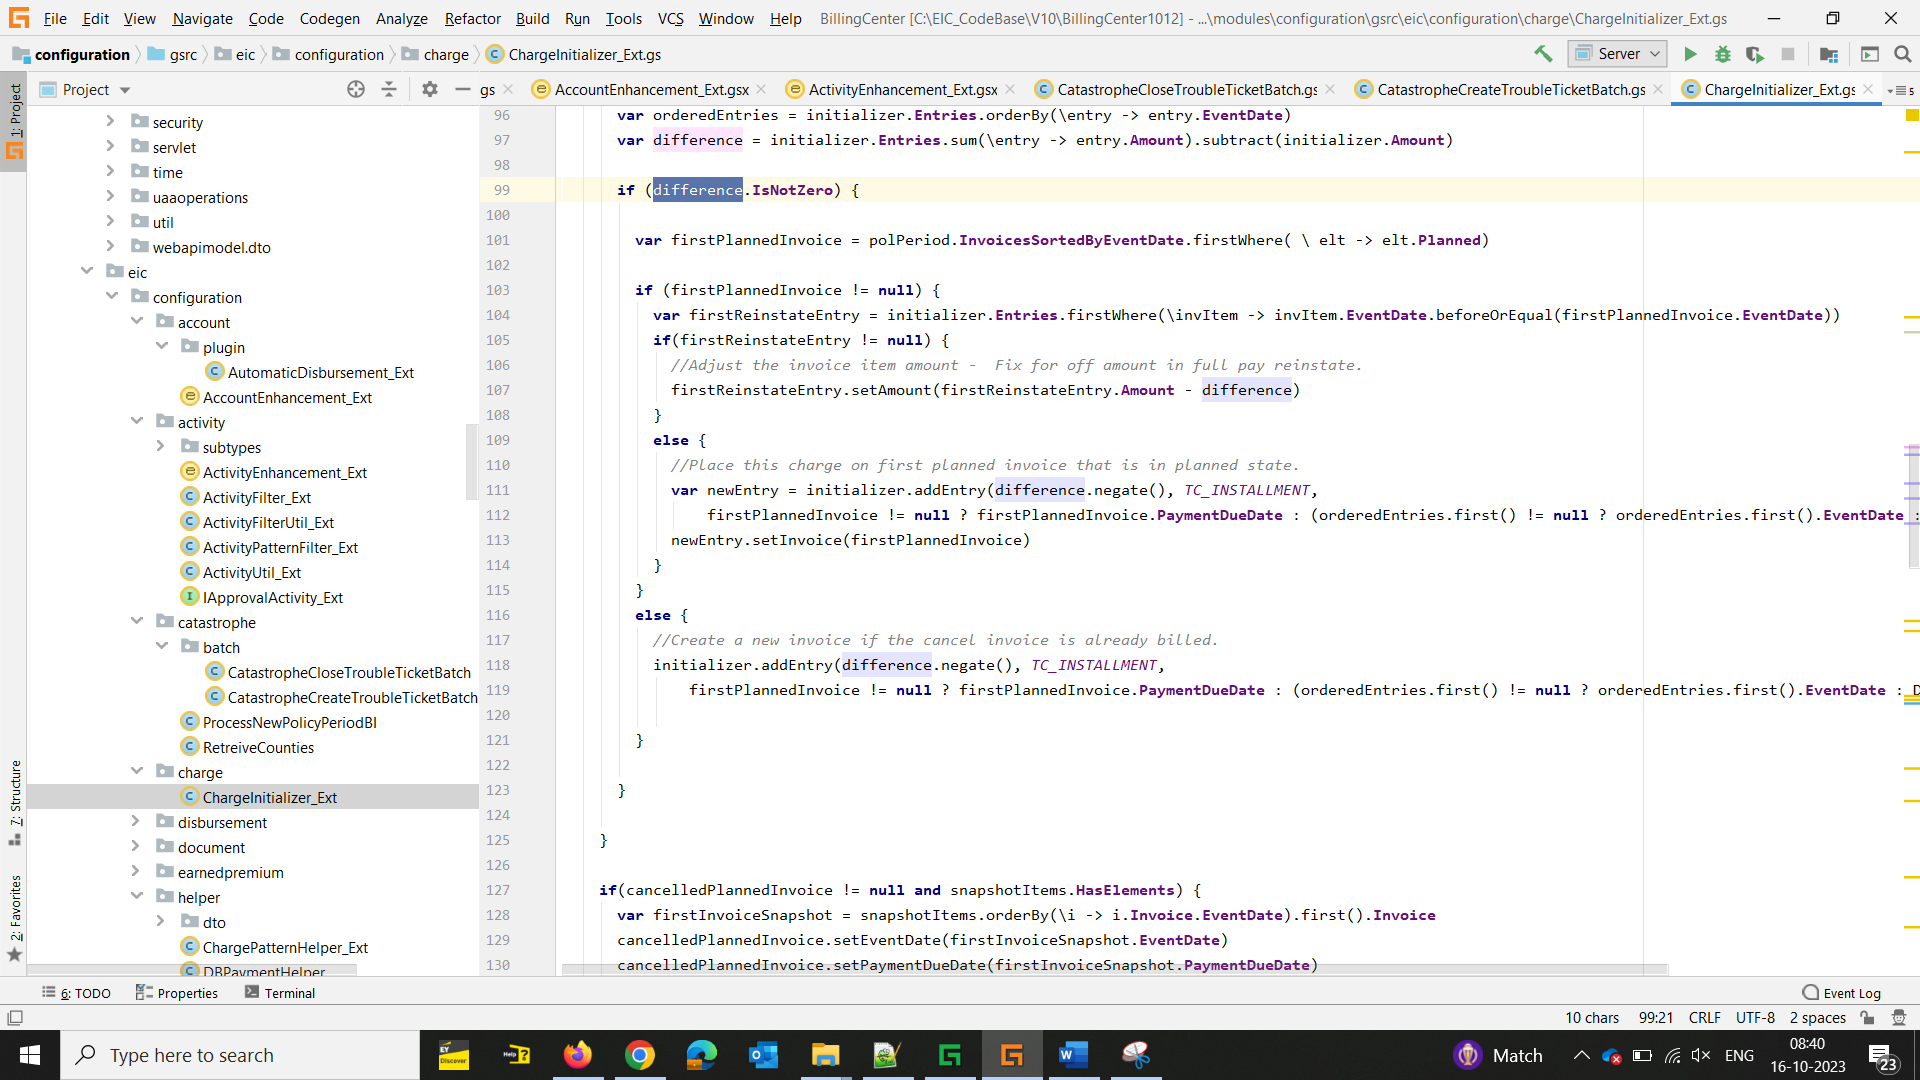 File Edit View Navigate Code Codegen Analyze Refactor Build Run Tools VCS Window Help BillingCenter [C:\EIC_CodeBase\V10\BillingCenter1012] - ...\modules\configuration\gsrc\eic\configuration\charge\ChargeInitializer_Ext.gs
configuration gsrc eic configuration charge ChargeInitializer_Ext.gs Server
Project gs AccountEnhancement_Ext.gsx ActivityEnhancement_Ext.gsx CatastropheCloseTroubleTicketBatch.gs CatastropheCreateTroubleTicketBatch.gs ChargeInitializer_Ext.gs
1: Project
7: Structure
2: Favorites
security
servlet
time
uaaoperations
util
webapimodel.dto
eic
configuration
account
plugin
AutomaticDisbursement_Ext
AccountEnhancement_Ext
activity
subtypes
ActivityEnhancement_Ext
ActivityFilter_Ext
ActivityFilterUtil_Ext
ActivityPatternFilter_Ext
ActivityUtil_Ext
IApprovalActivity_Ext
catastrophe
batch
CatastropheCloseTroubleTicketBatch
CatastropheCreateTroubleTicketBatch
ProcessNewPolicyPeriodBI
RetreiveCounties
charge
ChargeInitializer_Ext
disbursement
document
earnedpremium
helper
dto
ChargePatternHelper_Ext
DBPaymentHelper
96 var orderedEntries = initializer.Entries.orderBy(\entry -> entry.EventDate)
97 var difference = initializer.Entries.sum(\entry -> entry.Amount).subtract(initializer.Amount)
98
99 if (difference.IsNotZero) {
100
101 var firstPlannedInvoice = polPeriod.InvoicesSortedByEventDate.firstWhere( \ elt -> elt.Planned)
102
103 if (firstPlannedInvoice != null) {
104 var firstReinstateEntry = initializer.Entries.firstWhere(\invItem -> invItem.EventDate.beforeOrEqual(firstPlannedInvoice.EventDate))
105 if(firstReinstateEntry != null) {
106 //Adjust the invoice item amount -  Fix for off amount in full pay reinstate.
107 firstReinstateEntry.setAmount(firstReinstateEntry.Amount - difference)
108 }
109 else {
110 //Place this charge on first planned invoice that is in planned state.
111 var newEntry = initializer.addEntry(difference.negate(), TC_INSTALLMENT,
112 firstPlannedInvoice != null ? firstPlannedInvoice.PaymentDueDate : (orderedEntries.first() != null ? orderedEntries.first().EventDate :
113 newEntry.setInvoice(firstPlannedInvoice)
114 }
115 }
116 else {
117 //Create a new invoice if the cancel invoice is already billed.
118 initializer.addEntry(difference.negate(), TC_INSTALLMENT,
119 firstPlannedInvoice != null ? firstPlannedInvoice.PaymentDueDate : (orderedEntries.first() != null ? orderedEntries.first().EventDate : D
120
121 }
122
123 }
124
125 }
126
127 if(cancelledPlannedInvoice != null and snapshotItems.HasElements) {
128 var firstInvoiceSnapshot = snapshotItems.orderBy(\i -> i.Invoice.EventDate).first().Invoice
129 cancelledPlannedInvoice.setEventDate(firstInvoiceSnapshot.EventDate)
130 cancelledPlannedInvoice.setPaymentDueDate(firstInvoiceSnapshot.PaymentDueDate)
6: TODO Properties Terminal Event Log
10 chars 99:21 CRLF UTF-8 2 spaces
Type here to search EY Discover Help ? Match ENG 08:40
16-10-2023 23